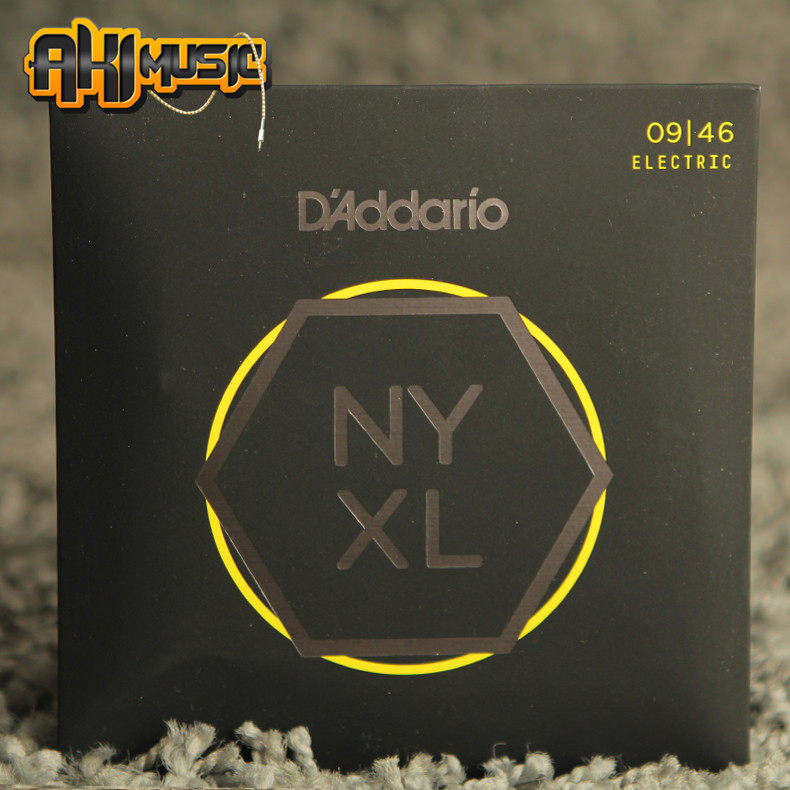 AKI MUSIC
09|46
ELECTRIC
D'Addario
NY
XL